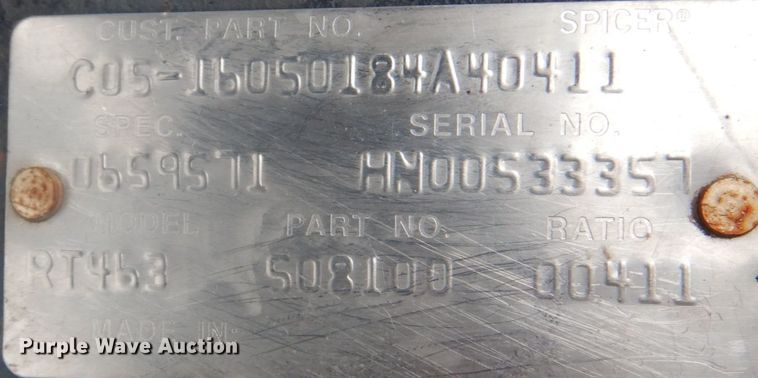 CUST. PART NO. SPICER®
C05-16050184A40411
SPEC. SERIAL NO.
0659571 HM00533357
MODEL PART NO. RATIO
RT463 508100 00411
MADE IN:
Purple Wave Auction